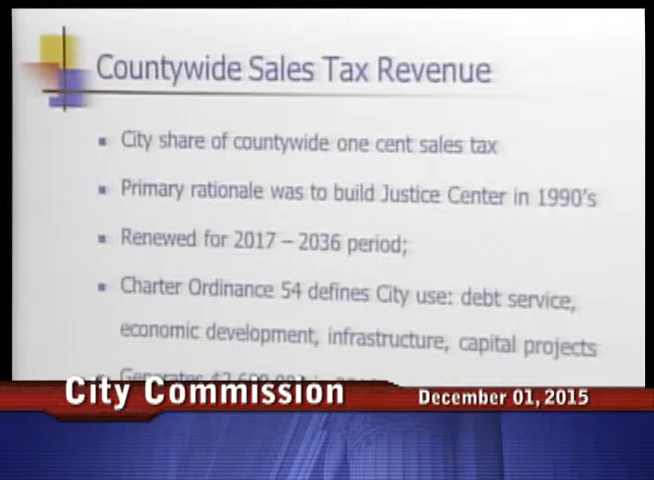 Countywide Sales Tax Revenue
City share of countywide one cent sales tax
Primary rationale was to build Justice Center in 1990's
Renewed for 2017 – 2036 period;
Charter Ordinance 54 defines City use: debt service,
economic development, infrastructure, capital projects
Generates
City Commission
December 01, 2015